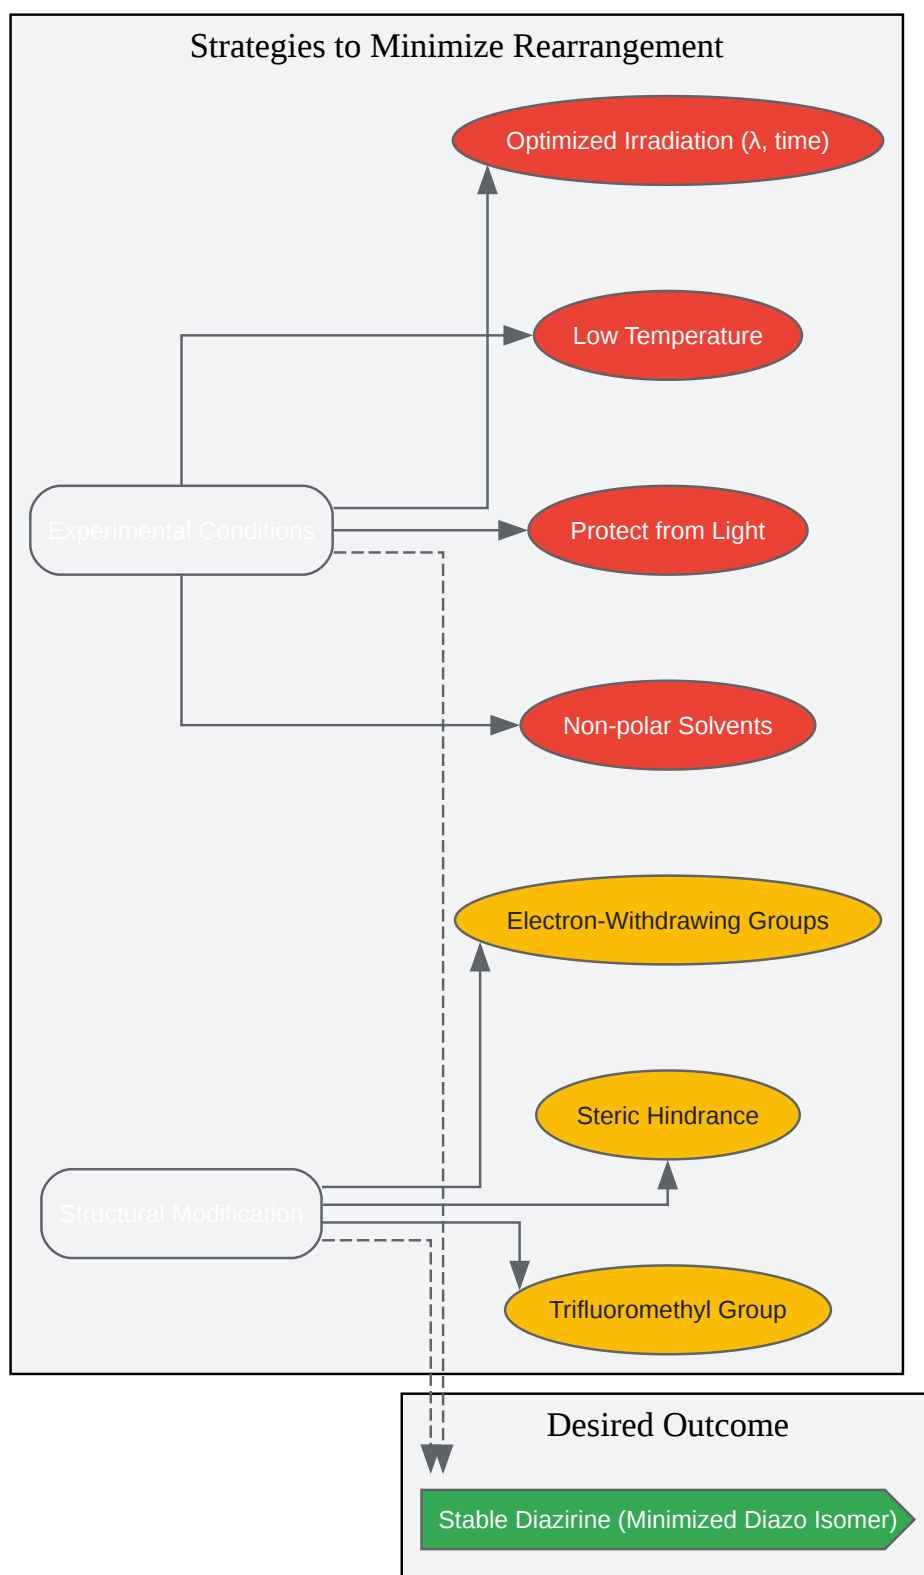 Strategies to Minimize Rearrangement
Optimized Irradiation (λ, time)
Low Temperature
Experimental Conditions
Protect from Light
Non-polar Solvents
Electron-Withdrawing Groups
Steric Hindrance
Structural Modification
Trifluoromethyl Group
Desired Outcome
Stable Diazirine (Minimized Diazo Isomer)